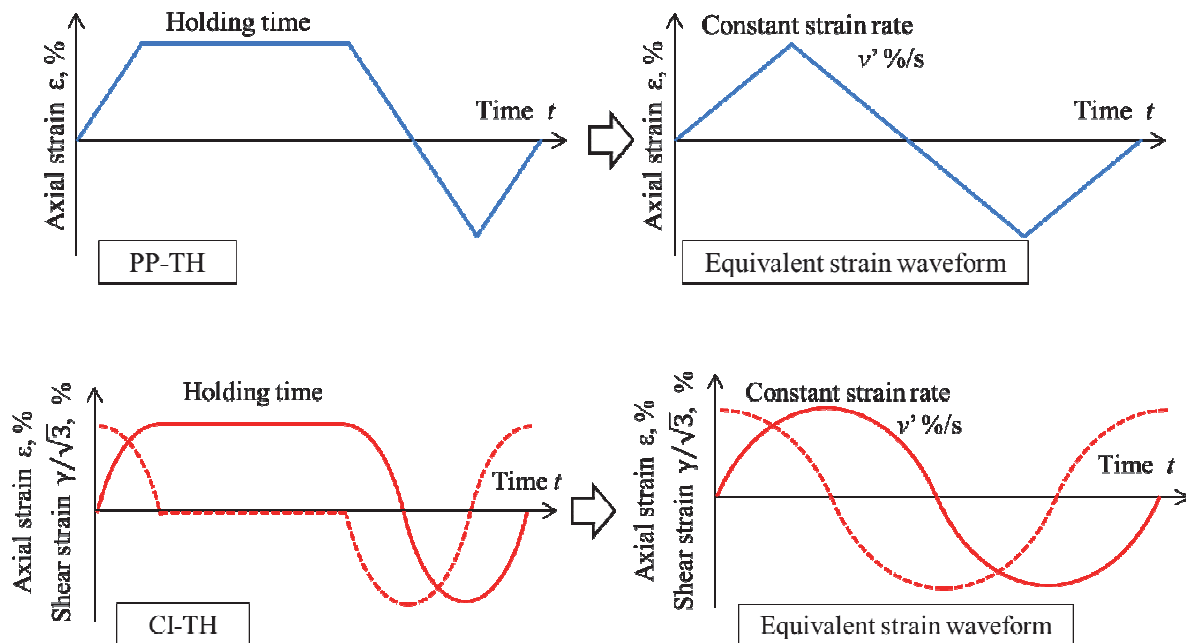 Holding time
Axial strain ε, %
Time t
PP-TH
Constant strain rate
v' %/s
Axial strain ε, %
Time t
Equivalent strain waveform
Holding time
Axial strain ε, %
Shear strain γ/√3, %
Time t
CI-TH
Constant strain rate
v' %/s
Axial strain ε, %
Shear strain γ/√3, %
Time t
Equivalent strain waveform